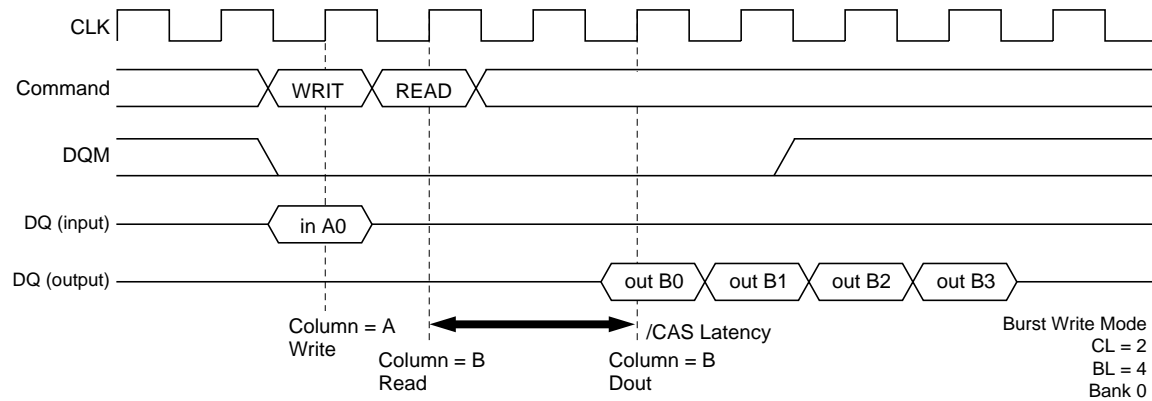 CLK
Command WRIT READ
DQM
DQ (input) in A0
DQ (output) out B0 out B1 out B2 out B3
Column = A
Write
Column = B
Read
/CAS Latency
Column = B
Dout
Burst Write Mode
CL = 2
BL = 4
Bank 0